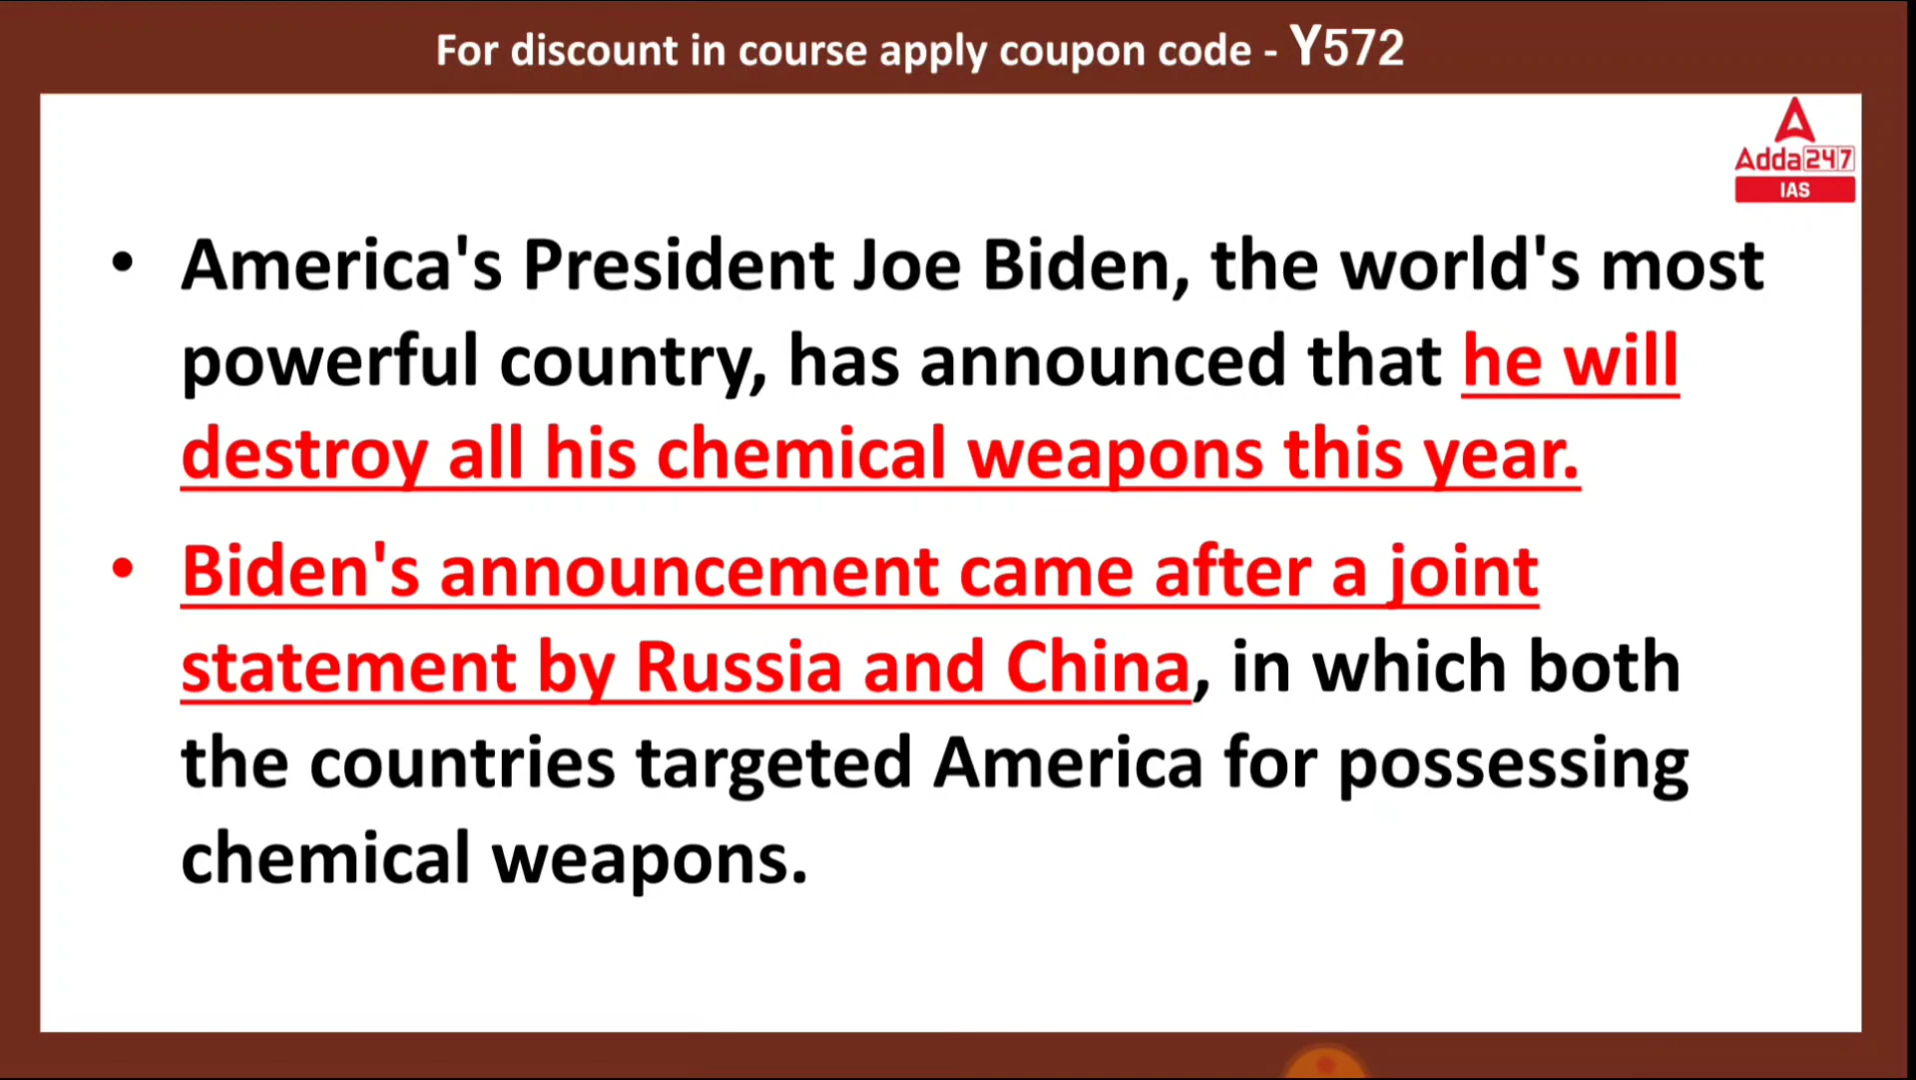 For discount in course apply coupon code - Y572
Adda247
IAS
• America's President Joe Biden, the world's most
powerful country, has announced that he will
destroy all his chemical weapons this year.
• Biden's announcement came after a joint
statement by Russia and China, in which both
the countries targeted America for possessing
chemical weapons.